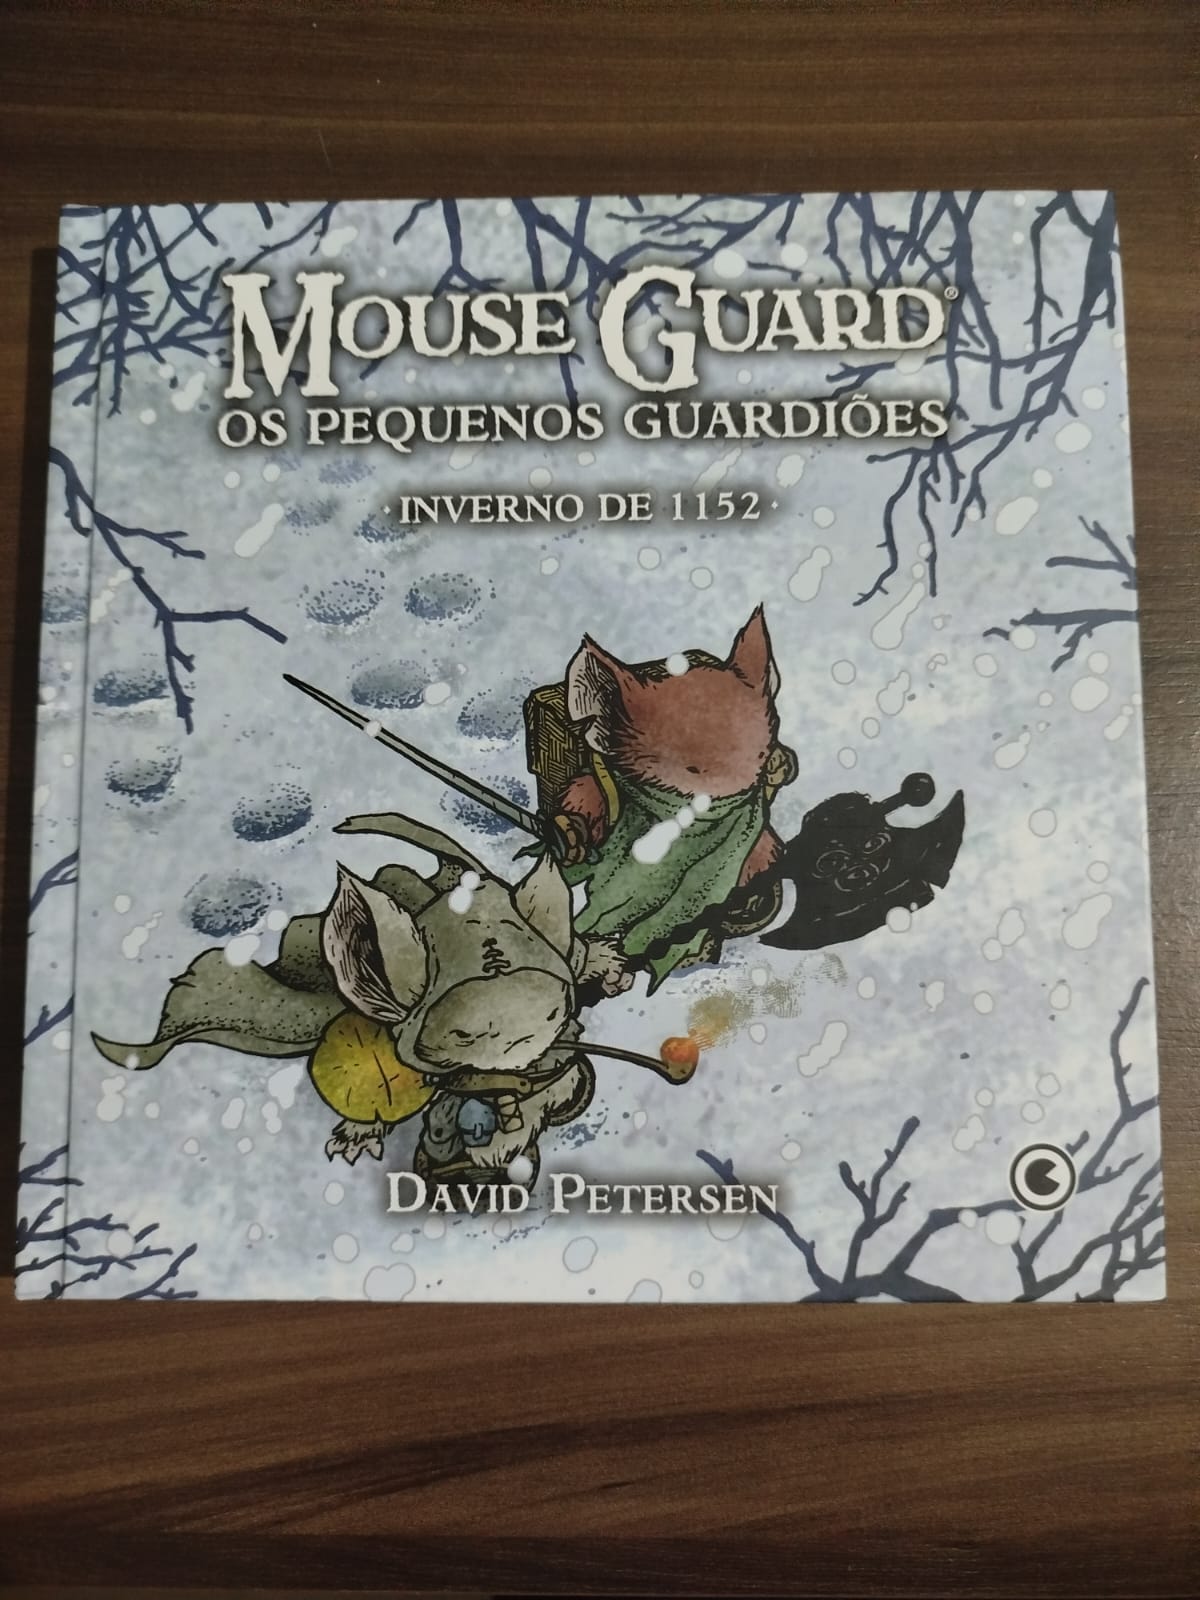 MOUSE GUARD®
OS PEQUENOS GUARDIÕES
· INVERNO DE 1152 ·
DAVID PETERSEN